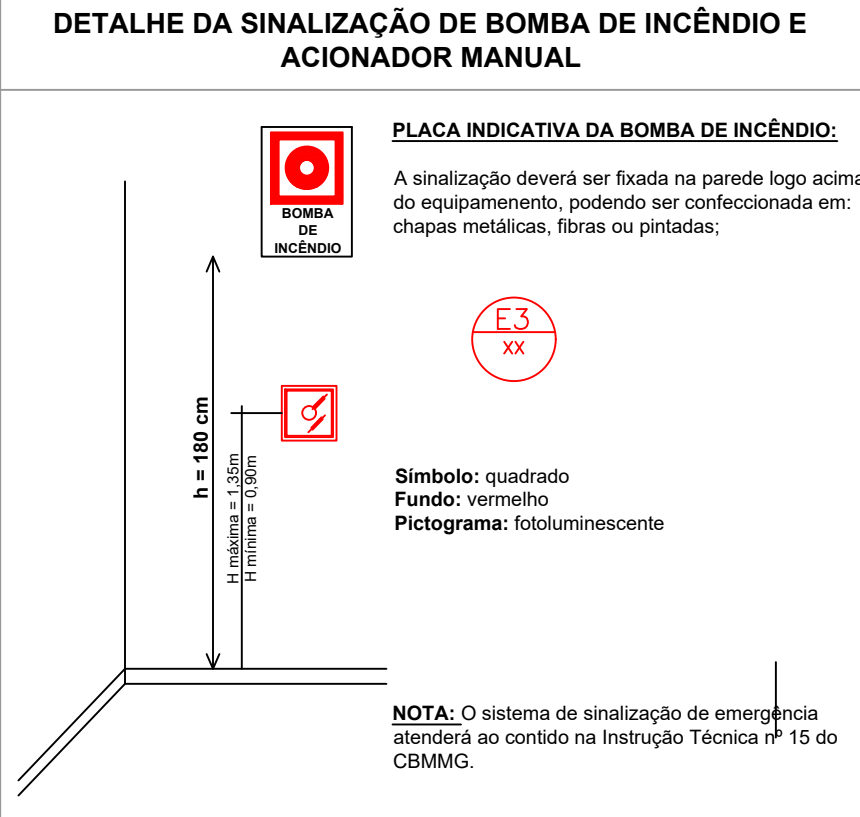 DETALHE DA SINALIZAÇÃO DE BOMBA DE INCÊNDIO E
ACIONADOR MANUAL
BOMBA
DE
INCÊNDIO
h = 180 cm
H máxima = 1,35m
H mínima = 0,90m
PLACA INDICATIVA DA BOMBA DE INCÊNDIO:
A sinalização deverá ser fixada na parede logo acima
do equipamenento, podendo ser confeccionada em:
chapas metálicas, fibras ou pintadas;
E3
xx
Símbolo: quadrado
Fundo: vermelho
Pictograma: fotoluminescente
NOTA: O sistema de sinalização de emergência
atenderá ao contido na Instrução Técnica nº 15 do
CBMMG.